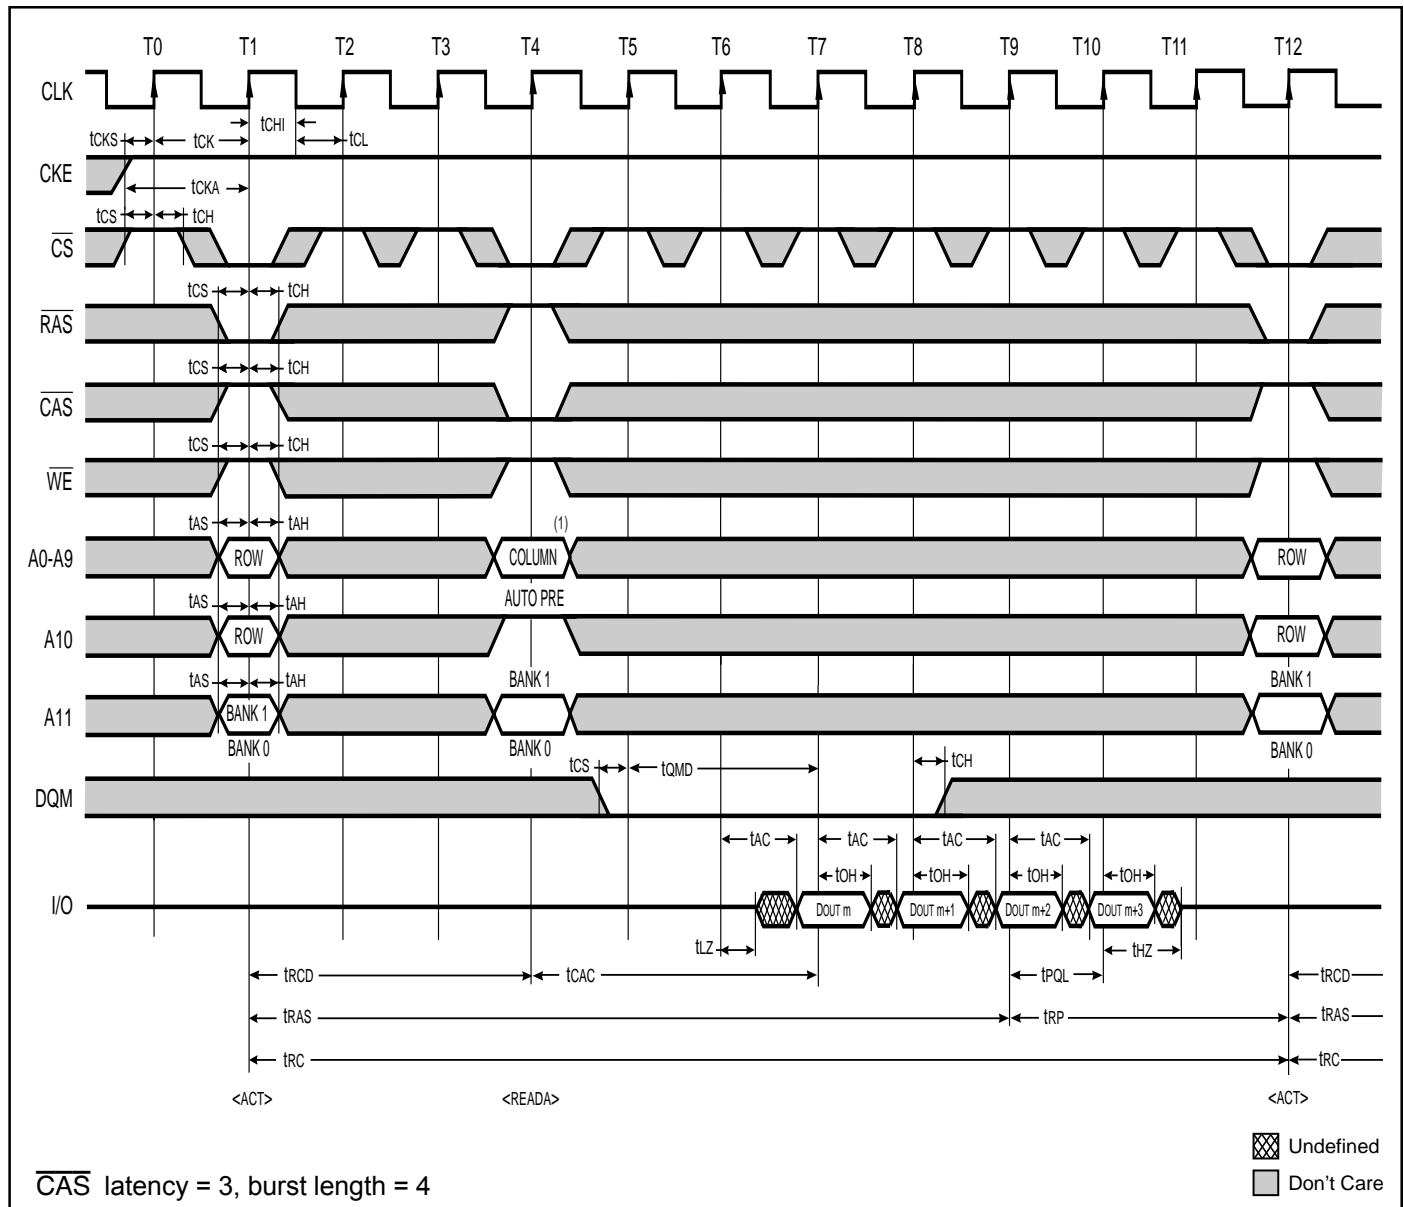 T0 T1 T2 T3 T4 T5 T6 T7 T8 T9 T10 T11 T12
CLK
tCHI
tCKS tCK tCL
CKE
tCKA
tCS tCH
CS
tCS tCH
RAS
tCS tCH
CAS
tCS tCH
WE
tAS tAH (1)
A0-A9 ROW COLUMN ROW
tAS tAH AUTO PRE
A10 ROW ROW
tAS tAH BANK 1 BANK 1
A11 BANK 1
BANK 0 BANK 0 BANK 0
tCS tQMD tCH
DQM
tAC tAC tAC tAC
tOH tOH tOH tOH
I/O DOUT m DOUT m+1 DOUT m+2 DOUT m+3
tLZ tHZ
tRCD tCAC tPQL tRCD
tRAS tRP tRAS
tRC tRC
<ACT> <READA> <ACT>
Undefined
CAS latency = 3, burst length = 4 Don't Care